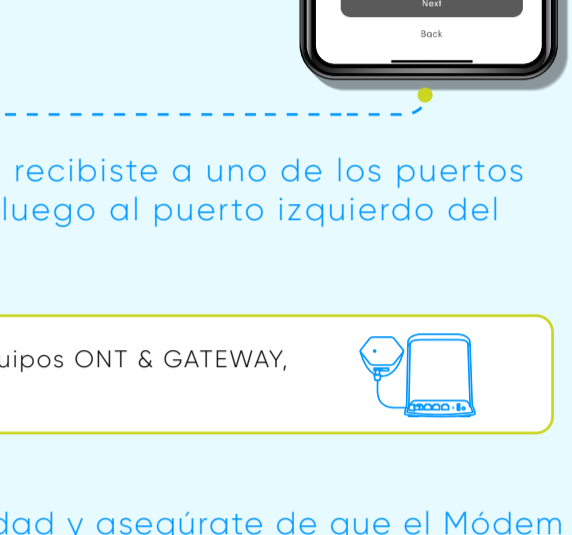 Next
Back
recibiste a uno de los puertos
luego al puerto izquierdo del
uipos ONT & GATEWAY,
dad y asegúrate de que el Módem